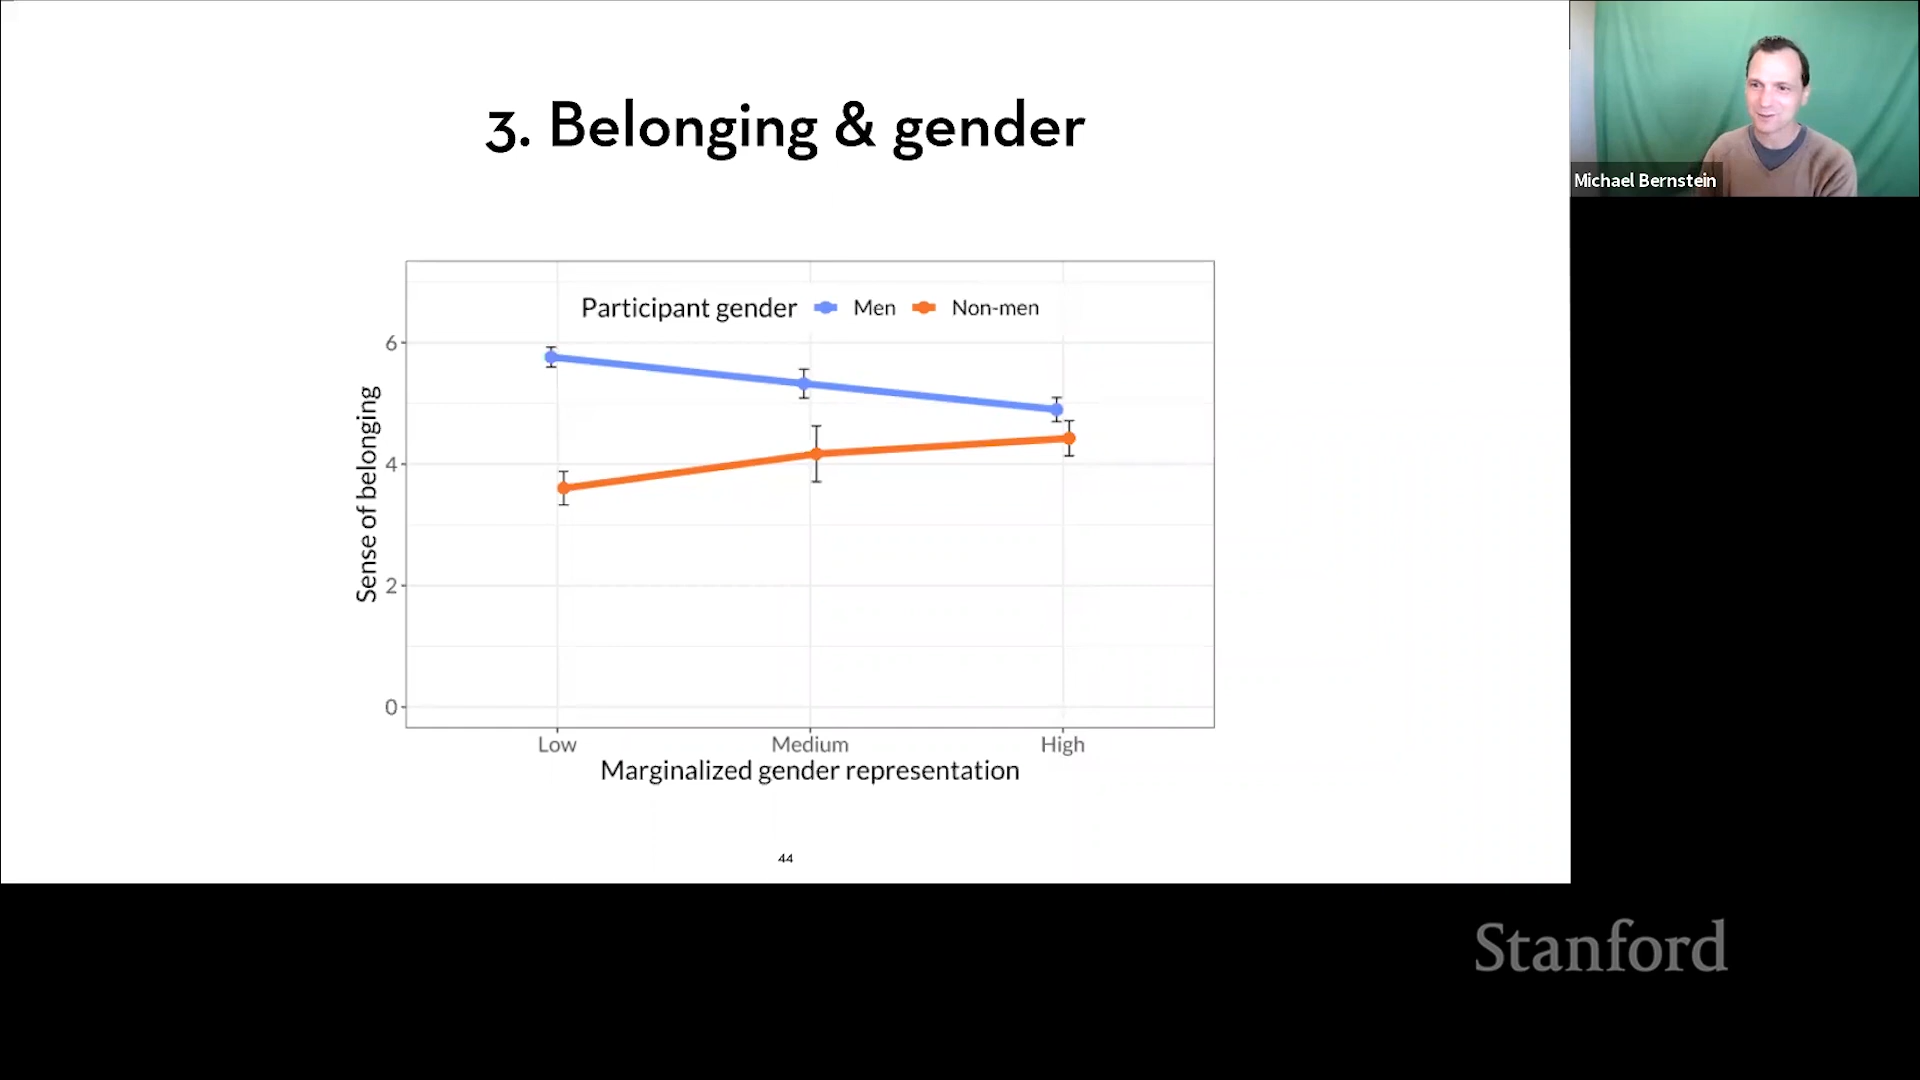 3. Belonging & gender
Michael Bernstein
Participant gender Men Non-men
6
4
2
0
Sense of belonging
Low Medium High
Marginalized gender representation
44
Stanford